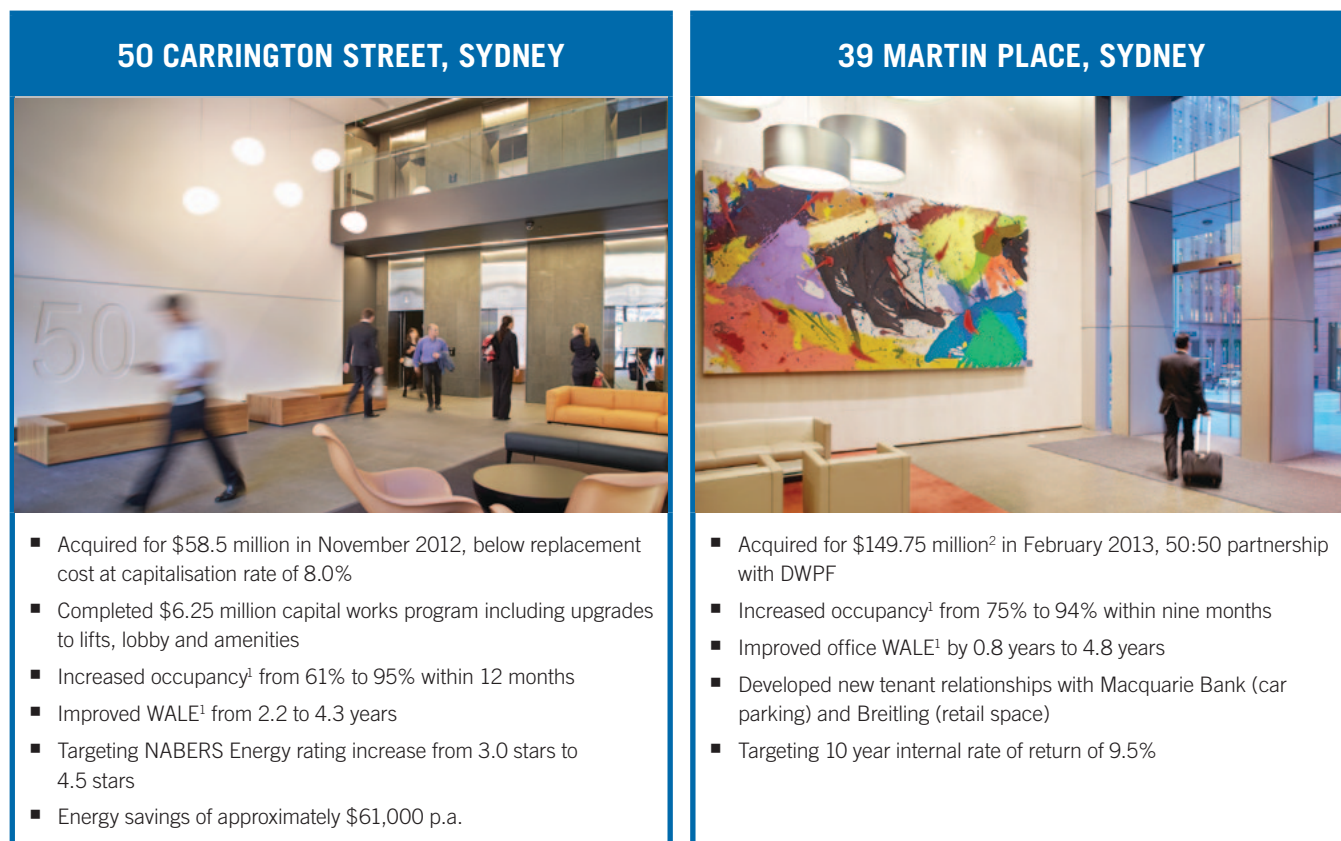 50 CARRINGTON STREET, SYDNEY
50
■ Acquired for $58.5 million in November 2012, below replacement
cost at capitalisation rate of 8.0%
■ Completed $6.25 million capital works program including upgrades
to lifts, lobby and amenities
■ Increased occupancy¹ from 61% to 95% within 12 months
■ Improved WALE¹ from 2.2 to 4.3 years
■ Targeting NABERS Energy rating increase from 3.0 stars to
4.5 stars
■ Energy savings of approximately $61,000 p.a.
39 MARTIN PLACE, SYDNEY
■ Acquired for $149.75 million² in February 2013, 50:50 partnership
with DWPF
■ Increased occupancy¹ from 75% to 94% within nine months
■ Improved office WALE¹ by 0.8 years to 4.8 years
■ Developed new tenant relationships with Macquarie Bank (car
parking) and Breitling (retail space)
■ Targeting 10 year internal rate of return of 9.5%